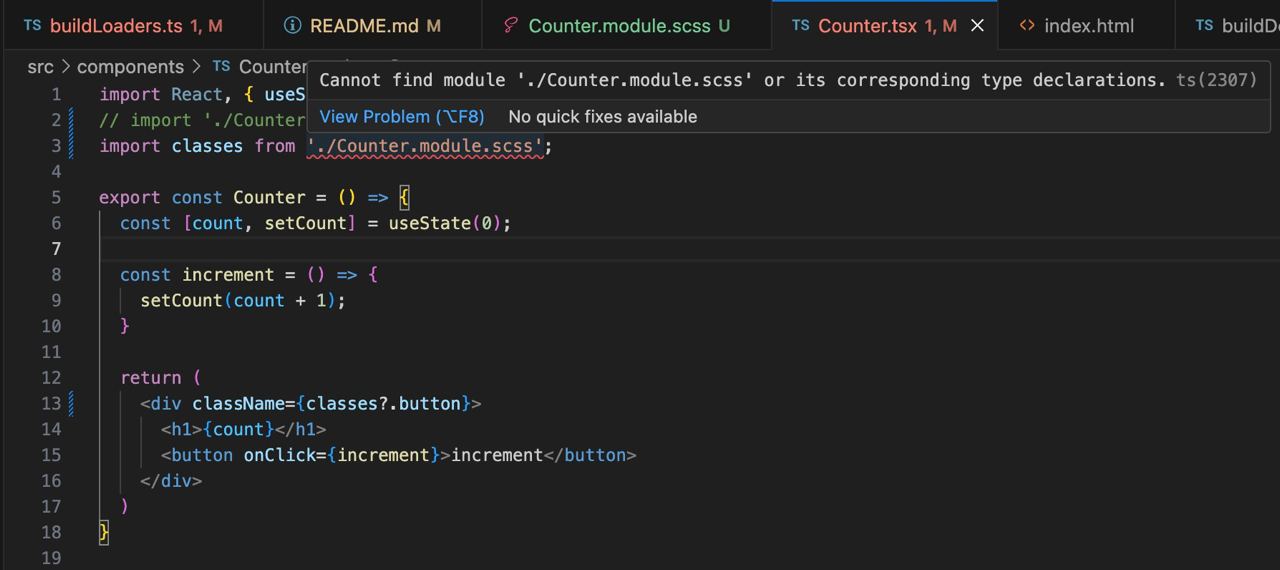 TS buildLoaders.ts 1, M README.md M Counter.module.scss U TS Counter.tsx 1, M index.html TS buildD
src > components > TS Counter
Cannot find module './Counter.module.scss' or its corresponding type declarations. ts(2307)
View Problem (⌥F8) No quick fixes available
1 import React, { useS
2 // import './Counter
3 import classes from './Counter.module.scss';
4
5 export const Counter = () => {
6 const [count, setCount] = useState(0);
7
8 const increment = () => {
9 setCount(count + 1);
10 }
11
12 return (
13 <div className={classes?.button}>
14 <h1>{count}</h1>
15 <button onClick={increment}>increment</button>
16 </div>
17 )
18 }
19